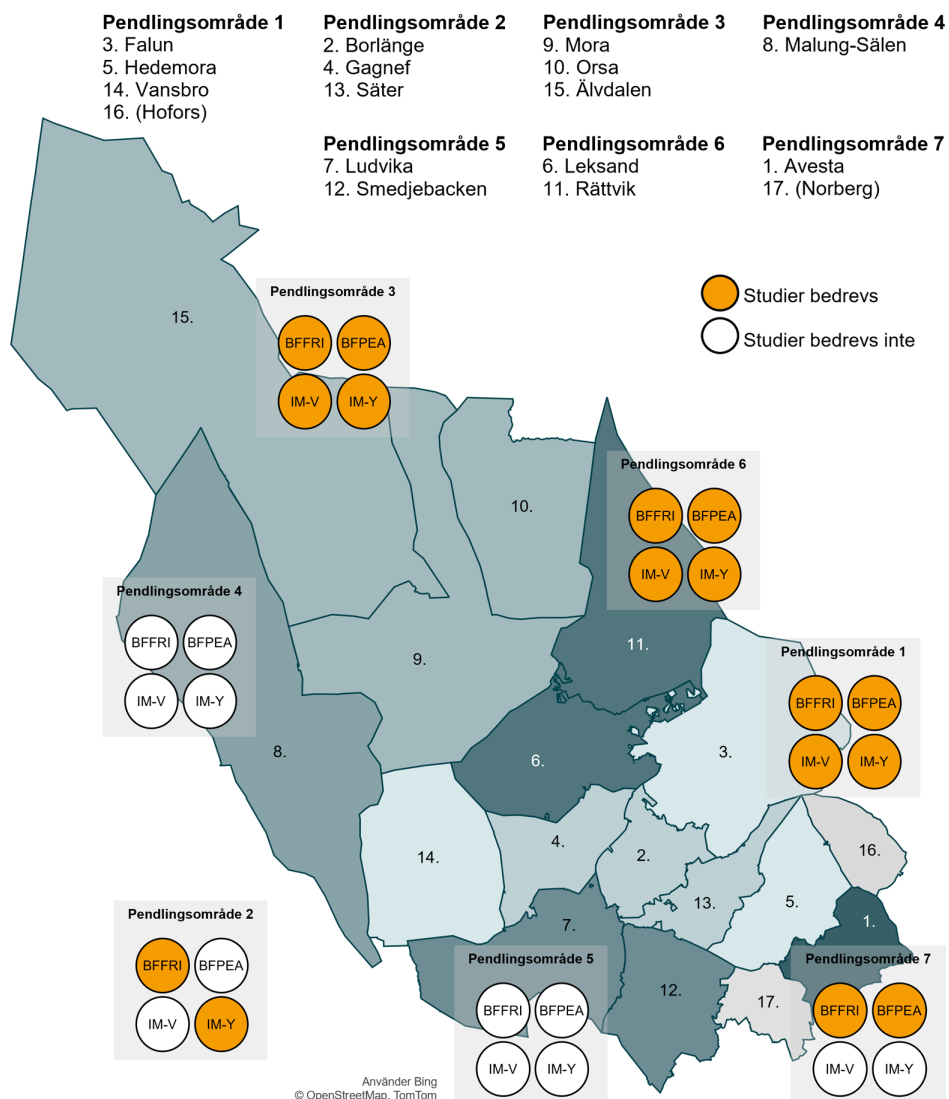 Pendlingsområde 1
3. Falun
5. Hedemora
14. Vansbro
16. (Hofors)
Pendlingsområde 2
2. Borlänge
4. Gagnef
13. Säter
Pendlingsområde 3
9. Mora
10. Orsa
15. Älvdalen
Pendlingsområde 4
8. Malung-Sälen
Pendlingsområde 5
7. Ludvika
12. Smedjebacken
Pendlingsområde 6
6. Leksand
11. Rättvik
Pendlingsområde 7
1. Avesta
17. (Norberg)
Studier bedrevs
Studier bedrevs inte
15.
Pendlingsområde 3
BFFRI BFPEA
IM-V IM-Y
10.
Pendlingsområde 6
BFFRI BFPEA
IM-V IM-Y
Pendlingsområde 4
BFFRI BFPEA
IM-V IM-Y
9.
11.
Pendlingsområde 1
BFFRI BFPEA
IM-V IM-Y
8.
6.
3.
14.
4.
2.
16.
13.
5.
Pendlingsområde 2
BFFRI BFPEA
IM-V IM-Y
7.
1.
Pendlingsområde 5
BFFRI BFPEA
IM-V IM-Y
12.
17.
Pendlingsområde 7
BFFRI BFPEA
IM-V IM-Y
Använder Bing
© OpenStreetMap, TomTom